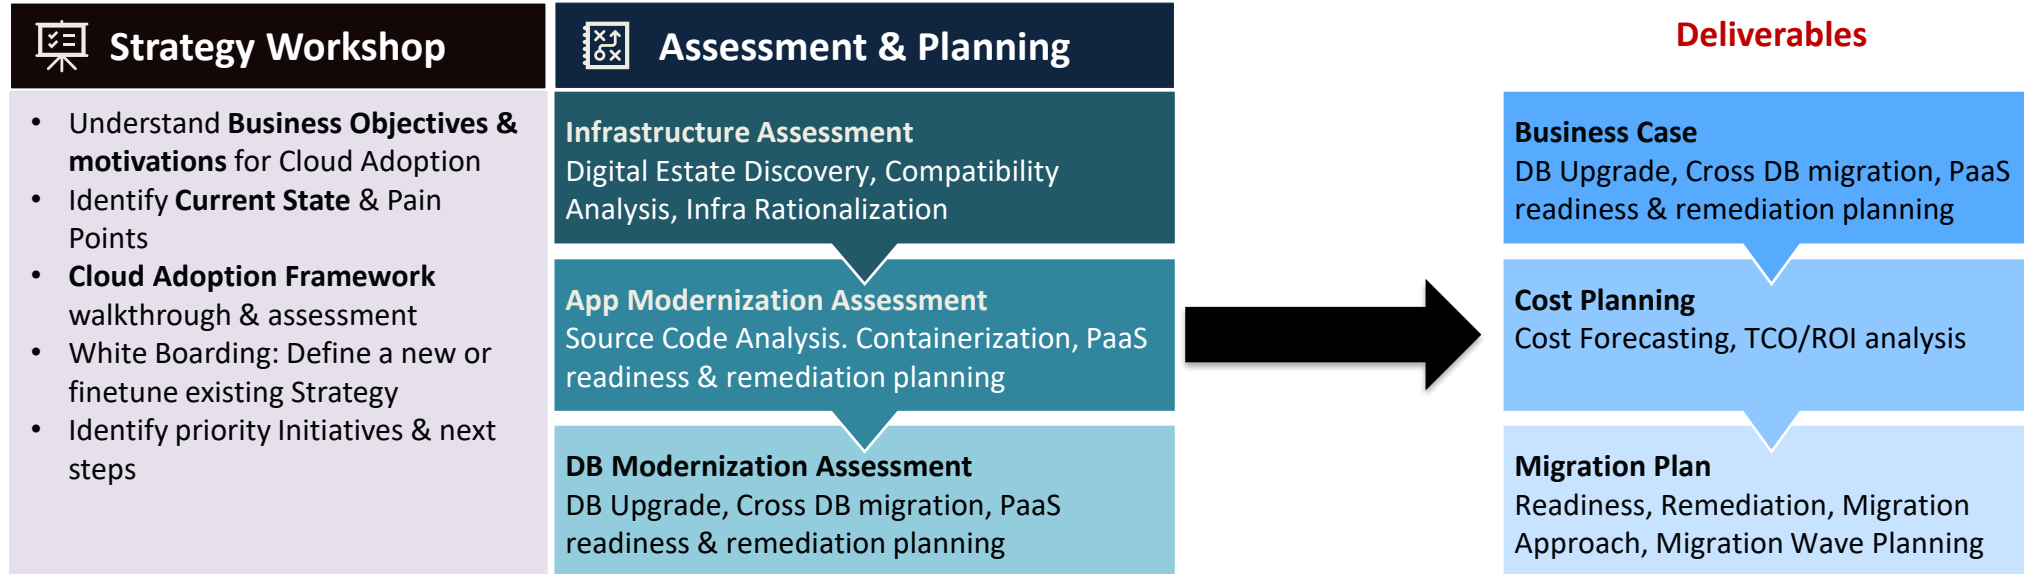 Strategy Workshop
• Understand Business Objectives &
motivations for Cloud Adoption
• Identify Current State & Pain
Points
• Cloud Adoption Framework
walkthrough & assessment
• White Boarding: Define a new or
finetune existing Strategy
• Identify priority Initiatives & next
steps
Assessment & Planning
Infrastructure Assessment
Digital Estate Discovery, Compatibility
Analysis, Infra Rationalization
App Modernization Assessment
Source Code Analysis. Containerization, PaaS
readiness & remediation planning
DB Modernization Assessment
DB Upgrade, Cross DB migration, PaaS
readiness & remediation planning
Deliverables
Business Case
DB Upgrade, Cross DB migration, PaaS
readiness & remediation planning
Cost Planning
Cost Forecasting, TCO/ROI analysis
Migration Plan
Readiness, Remediation, Migration
Approach, Migration Wave Planning